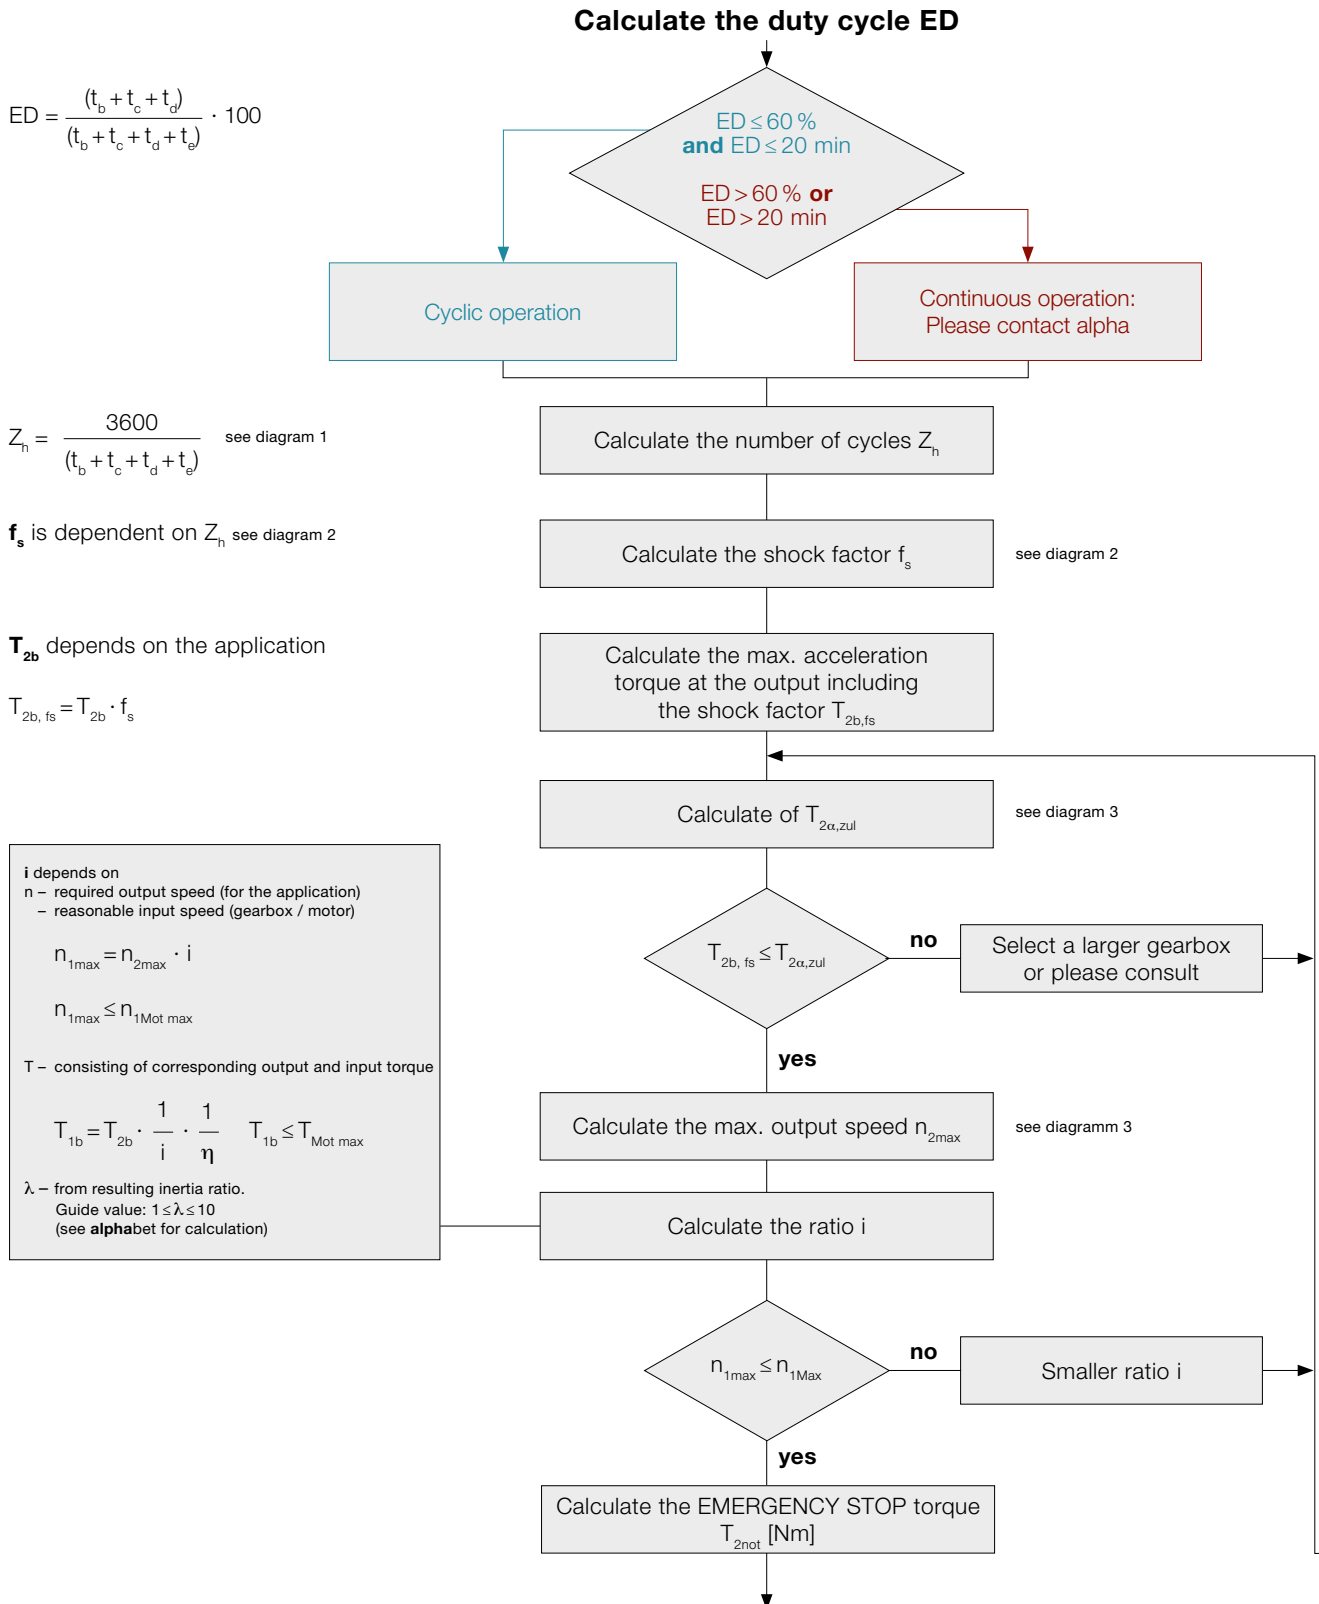 Calculate the duty cycle ED
ED = (t_b + t_c + t_d) / (t_b + t_c + t_d + t_e) · 100
ED ≤ 60 %
and ED ≤ 20 min
ED > 60 % or
ED > 20 min
Cyclic operation
Continuous operation:
Please contact alpha
Z_h = 3600 / (t_b + t_c + t_d + t_e) see diagram 1
Calculate the number of cycles Z_h
f_s is dependent on Z_h see diagram 2
Calculate the shock factor f_s
see diagram 2
T_2b depends on the application
T_2b, fs = T_2b · f_s
Calculate the max. acceleration
torque at the output including
the shock factor T_2b,fs
Calculate of T_2α,zul
see diagram 3
i depends on
n – required output speed (for the application)
– reasonable input speed (gearbox / motor)
n_1max = n_2max · i
n_1max ≤ n_1Mot max
T – consisting of corresponding output and input torque
T_1b = T_2b · 1/i · 1/η T_1b ≤ T_Mot max
λ – from resulting inertia ratio.
Guide value: 1 ≤ λ ≤ 10
(see alphabet for calculation)
T_2b, fs ≤ T_2α,zul
no
Select a larger gearbox
or please consult
yes
Calculate the max. output speed n_2max
see diagramm 3
Calculate the ratio i
n_1max ≤ n_1Max
no
Smaller ratio i
yes
Calculate the EMERGENCY STOP torque
T_2not [Nm]